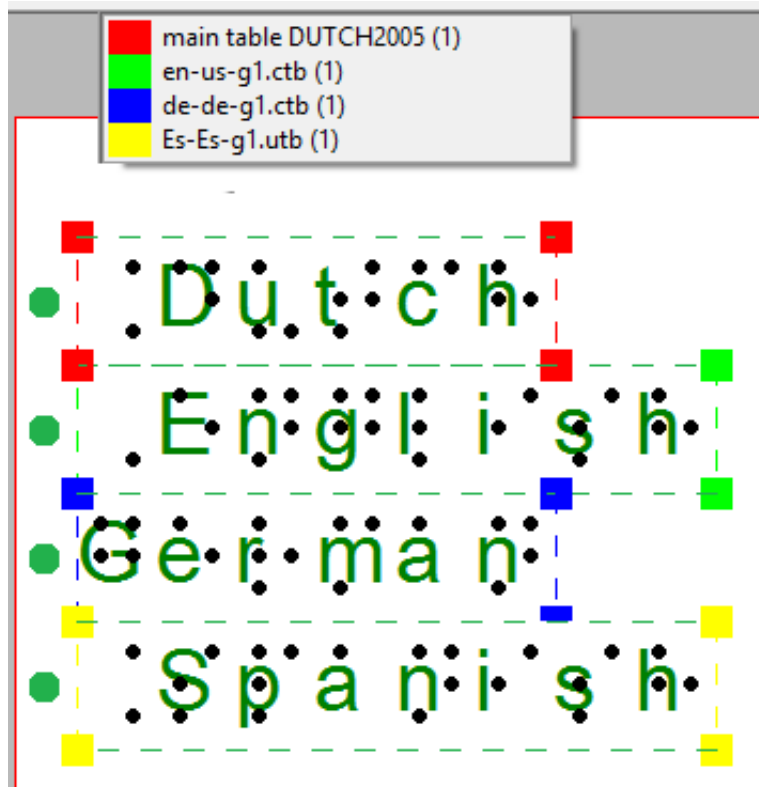 main table DUTCH2005 (1)
en-us-g1.ctb (1)
de-de-g1.ctb (1)
Es-Es-g1.utb (1)
Dutch
English
German
Spanish